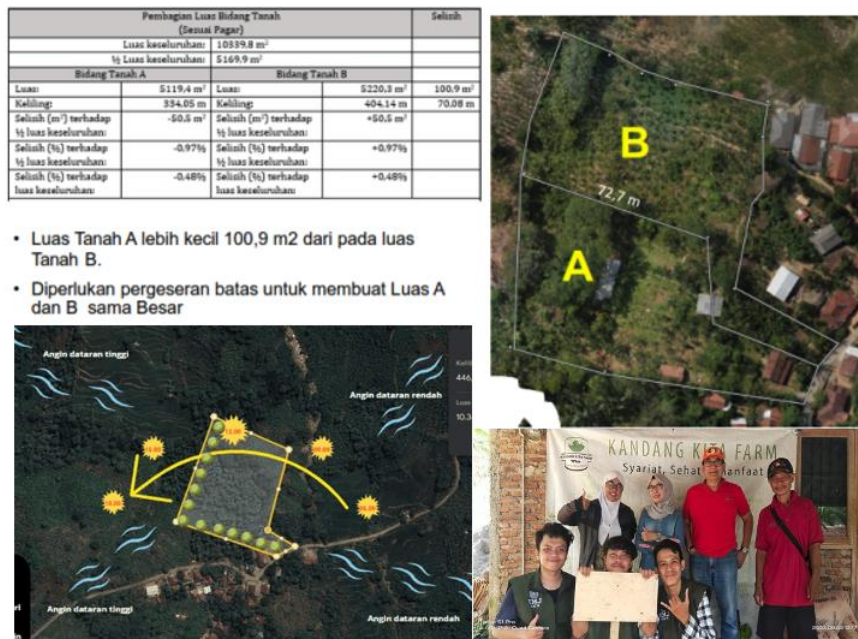 Pembagian Luas Bidang Tanah
(Sesuai Pagar)
Selisih
Luas keseluruhan: 10339,8 m²
½ Luas keseluruhan: 5169,9 m²
Bidang Tanah A Bidang Tanah B
Luas: 5119,4 m² Luas: 5220,3 m² 100,9 m²
Keliling: 334,05 m Keliling: 404,14 m 70,08 m
Selisih (m²) terhadap ½ luas keseluruhan: -50,5 m² Selisih (m²) terhadap ½ luas keseluruhan: +50,5 m²
Selisih (%) terhadap ½ luas keseluruhan: -0,97% Selisih (%) terhadap ½ luas keseluruhan: +0,97%
Selisih (%) terhadap luas keseluruhan: -0,48% Selisih (%) terhadap luas keseluruhan: +0,48%
• Luas Tanah A lebih kecil 100,9 m2 dari pada luas
Tanah B.
• Diperlukan pergeseran batas untuk membuat Luas A
dan B sama Besar
B
72,7 m
A
Angin dataran tinggi
Angin dataran rendah
446,
10.3
Angin dataran tinggi
Angin dataran rendah
KANDANG KITA FARM
Syariat, Sehat